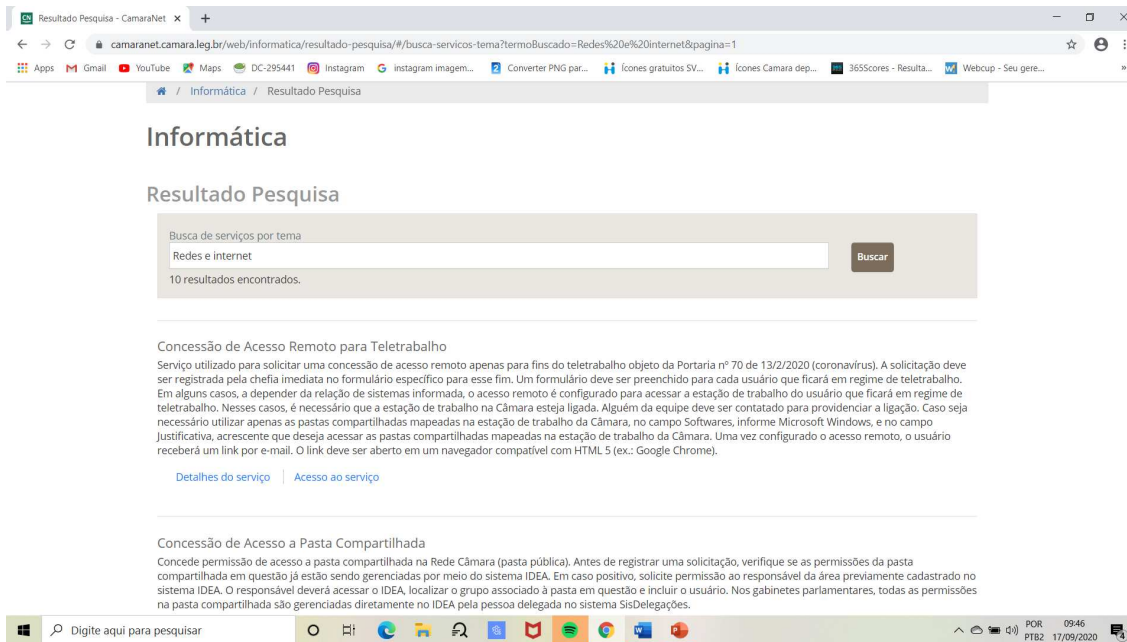 Resultado Pesquisa - CamaraNet
camaranet.camara.leg.br/web/informatica/resultado-pesquisa/#/busca-servicos-tema?termoBuscado=Redes%20e%20internet&pagina=1
Apps Gmail YouTube Maps DC-295441 Instagram instagram imagem... Converter PNG par... Ícones gratuitos SV... Ícones Camara dep... 365Scores - Resulta... Webcup - Seu gere... »
/ Informática / Resultado Pesquisa
Informática
Resultado Pesquisa
Busca de serviços por tema
Redes e internet
Buscar
10 resultados encontrados.
Concessão de Acesso Remoto para Teletrabalho
Serviço utilizado para solicitar uma concessão de acesso remoto apenas para fins do teletrabalho objeto da Portaria nº 70 de 13/2/2020 (coronavírus). A solicitação deve
ser registrada pela chefia imediata no formulário específico para esse fim. Um formulário deve ser preenchido para cada usuário que ficará em regime de teletrabalho.
Em alguns casos, a depender da relação de sistemas informada, o acesso remoto é configurado para acessar a estação de trabalho do usuário que ficará em regime de
teletrabalho. Nesses casos, é necessário que a estação de trabalho na Câmara esteja ligada. Alguém da equipe deve ser contatado para providenciar a ligação. Caso seja
necessário utilizar apenas as pastas compartilhadas mapeadas na estação de trabalho da Câmara, no campo Softwares, informe Microsoft Windows, e no campo
Justificativa, acrescente que deseja acessar as pastas compartilhadas mapeadas na estação de trabalho da Câmara. Uma vez configurado o acesso remoto, o usuário
receberá um link por e-mail. O link deve ser aberto em um navegador compatível com HTML 5 (ex.: Google Chrome).
Detalhes do serviço Acesso ao serviço
Concessão de Acesso a Pasta Compartilhada
Concede permissão de acesso a pasta compartilhada na Rede Câmara (pasta pública). Antes de registrar uma solicitação, verifique se as permissões da pasta
compartilhada em questão já estão sendo gerenciadas por meio do sistema IDEA. Em caso positivo, solicite permissão ao responsável da área previamente cadastrado no
sistema IDEA. O responsável deverá acessar o IDEA, localizar o grupo associado à pasta em questão e incluir o usuário. Nos gabinetes parlamentares, todas as permissões
na pasta compartilhada são gerenciadas diretamente no IDEA pela pessoa delegada no sistema SisDelegações.
Digite aqui para pesquisar
POR 09:46
PTB2 17/09/2020